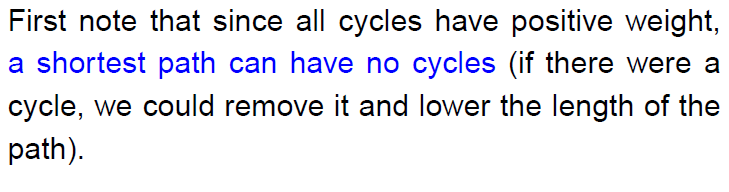 First note that since all cycles have positive weight,
a shortest path can have no cycles (if there were a
cycle, we could remove it and lower the length of the
path).